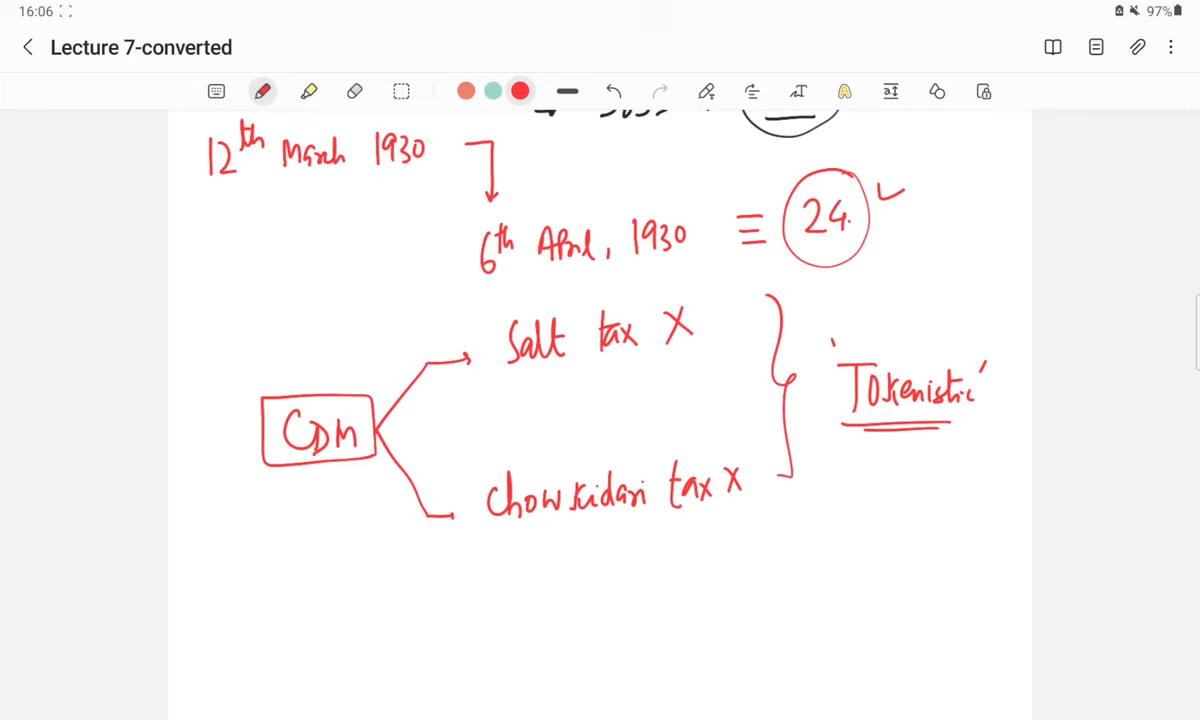 16:06
97%
Lecture 7-converted
12th March 1930
6th April, 1930 ≡ 24.
Salt tax X
'Tokenistic'
CDM
Chowkidari tax X